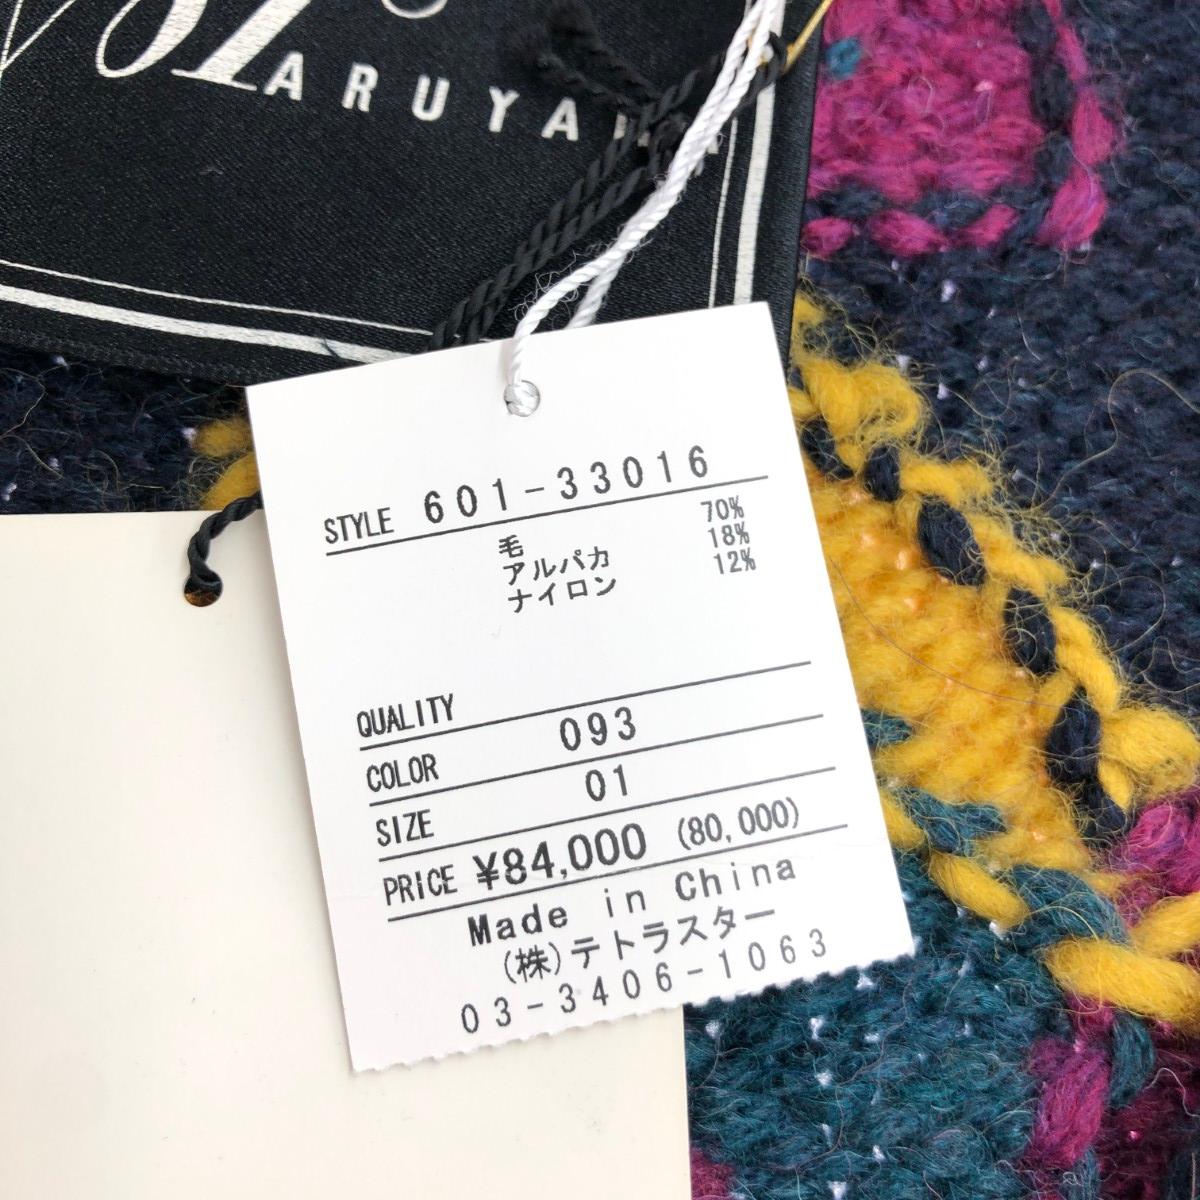 ARUYAMA
STYLE 601-33016
毛 70%
アルパカ 18%
ナイロン 12%
QUALITY
COLOR 093
SIZE 01
PRICE ¥84,000 (80,000)
Made in China
(株)テトラスター
03-3406-1063